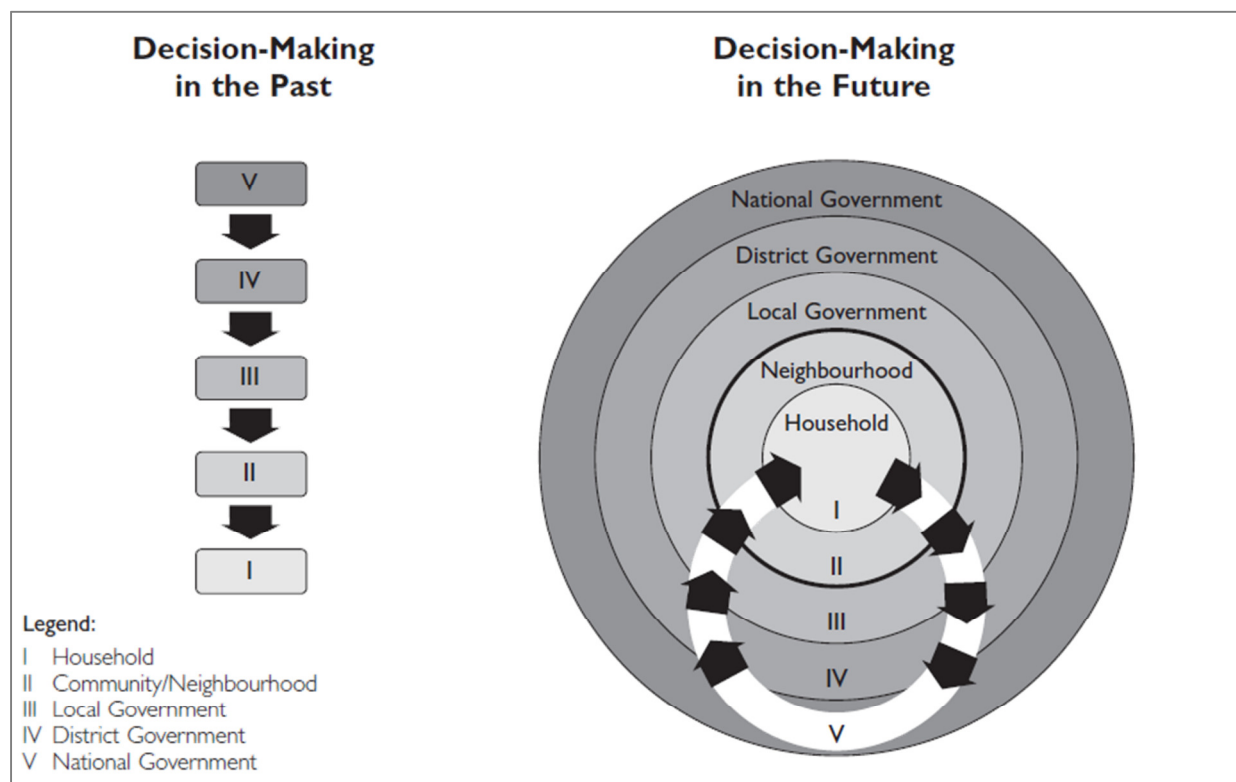 Decision-Making
in the Past
V
IV
III
II
I
Legend:
I Household
II Community/Neighbourhood
III Local Government
IV District Government
V National Government
Decision-Making
in the Future
National Government
District Government
Local Government
Neighbourhood
Household
I
II
III
IV
V